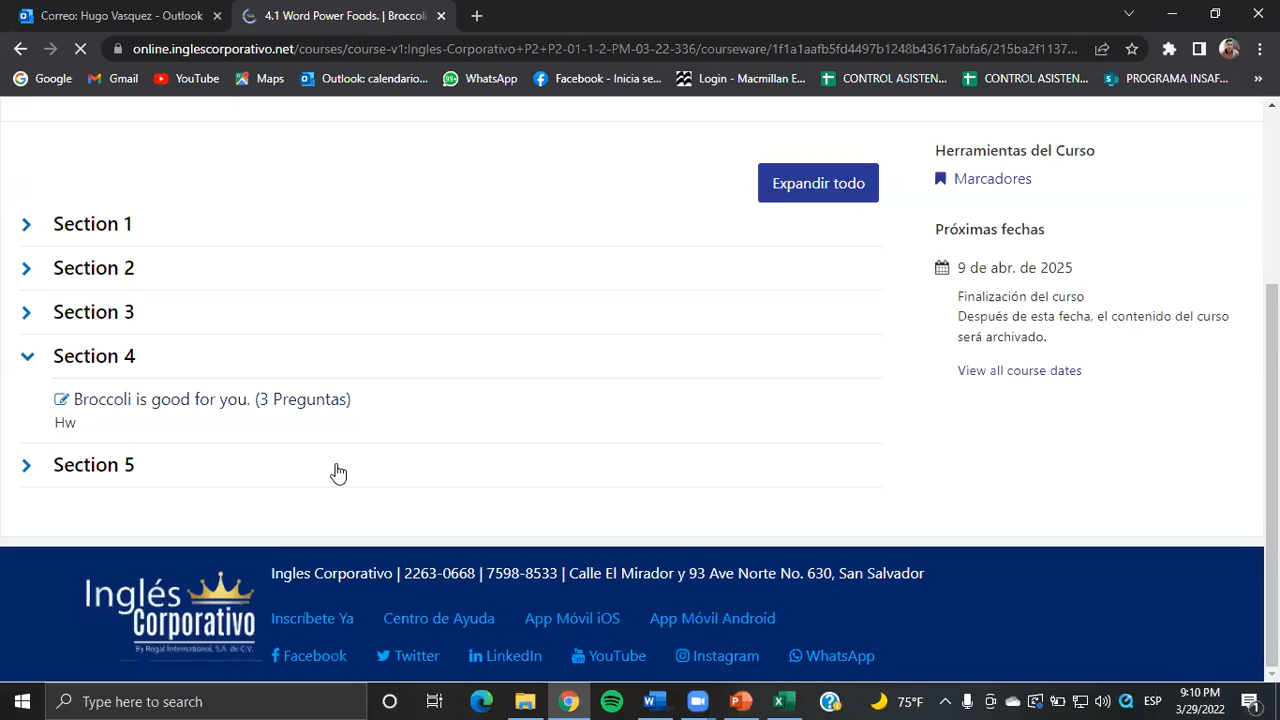 Correo: Hugo Vasquez - Outlook
4.1 Word Power Foods. | Broccoli
online.inglescorporativo.net/courses/course-v1:Ingles-Corporativo+P2+P2-01-1-2-PM-03-22-336/courseware/1f1a1aafb5fd4497b1248b43617abfa6/215ba2f1137...
Google
Gmail
YouTube
Maps
Outlook: calendario...
WhatsApp
Facebook - Inicia se...
Login - Macmillan E...
CONTROL ASISTEN...
CONTROL ASISTEN...
PROGRAMA INSAF...
»
Herramientas del Curso
Expandir todo
Marcadores
Section 1
Próximas fechas
Section 2
9 de abr. de 2025
Finalización del curso
Después de esta fecha, el contenido del curso
será archivado.
Section 3
Section 4
View all course dates
Broccoli is good for you. (3 Preguntas)
Hw
Section 5
Inglés
Corporativo
By Regal International, S.A. de C.V.
Ingles Corporativo | 2263-0668 | 7598-8533 | Calle El Mirador y 93 Ave Norte No. 630, San Salvador
Inscríbete Ya
Centro de Ayuda
App Móvil iOS
App Móvil Android
Facebook
Twitter
LinkedIn
YouTube
Instagram
WhatsApp
Type here to search
75°F
ESP
9:10 PM
3/29/2022
1